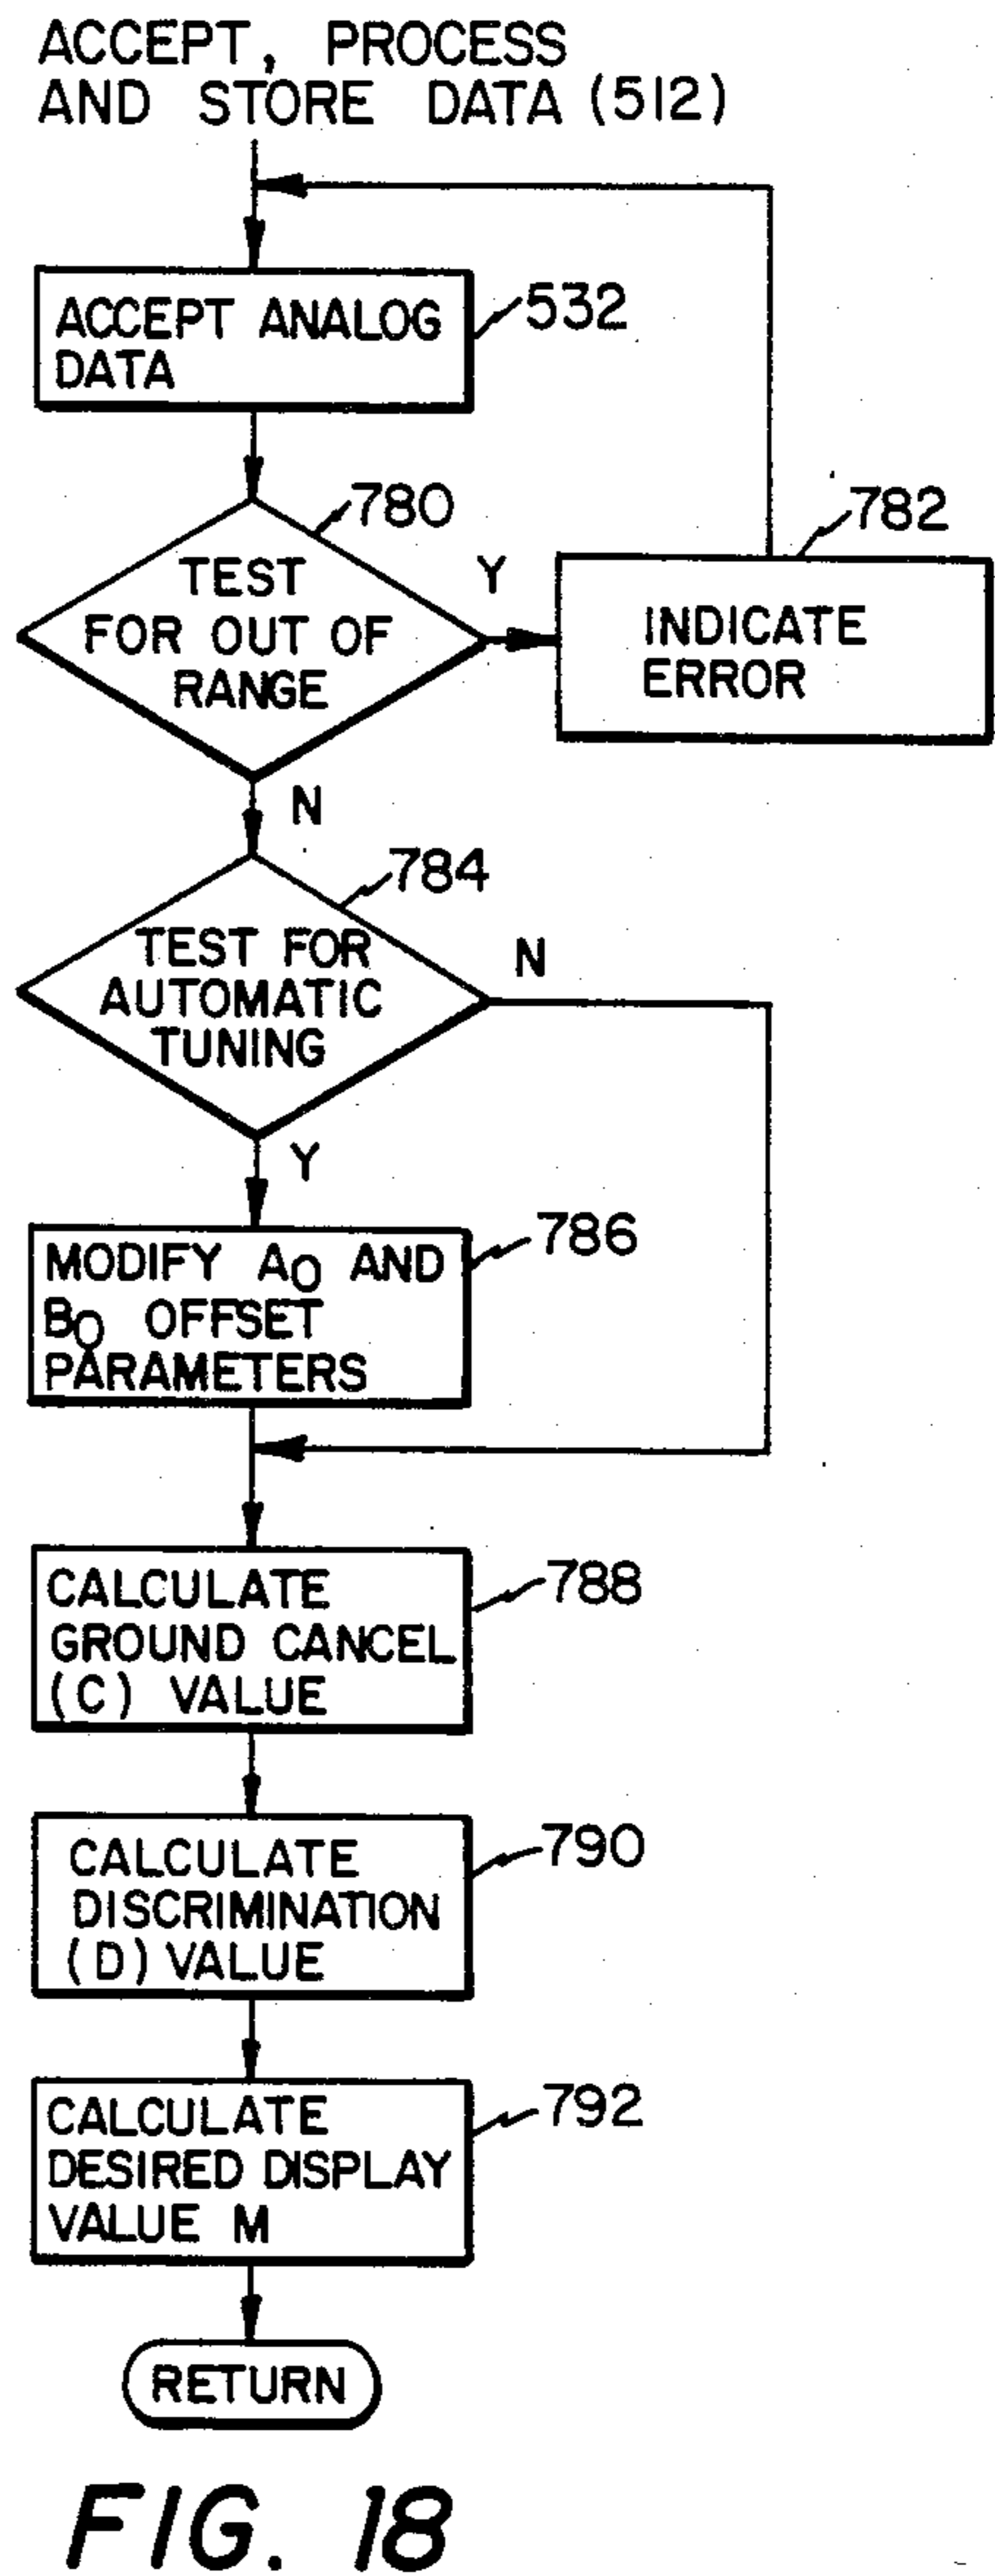 ACCEPT, PROCESS
AND STORE DATA (512)
ACCEPT ANALOG
DATA
532
780
TEST
FOR OUT OF
RANGE
Y
782
INDICATE
ERROR
N
784
TEST FOR
AUTOMATIC
TUNING
N
Y
786
MODIFY AO AND
BO OFFSET
PARAMETERS
788
CALCULATE
GROUND CANCEL
(C) VALUE
790
CALCULATE
DISCRIMINATION
(D) VALUE
792
CALCULATE
DESIRED DISPLAY
VALUE M
RETURN
FIG. 18